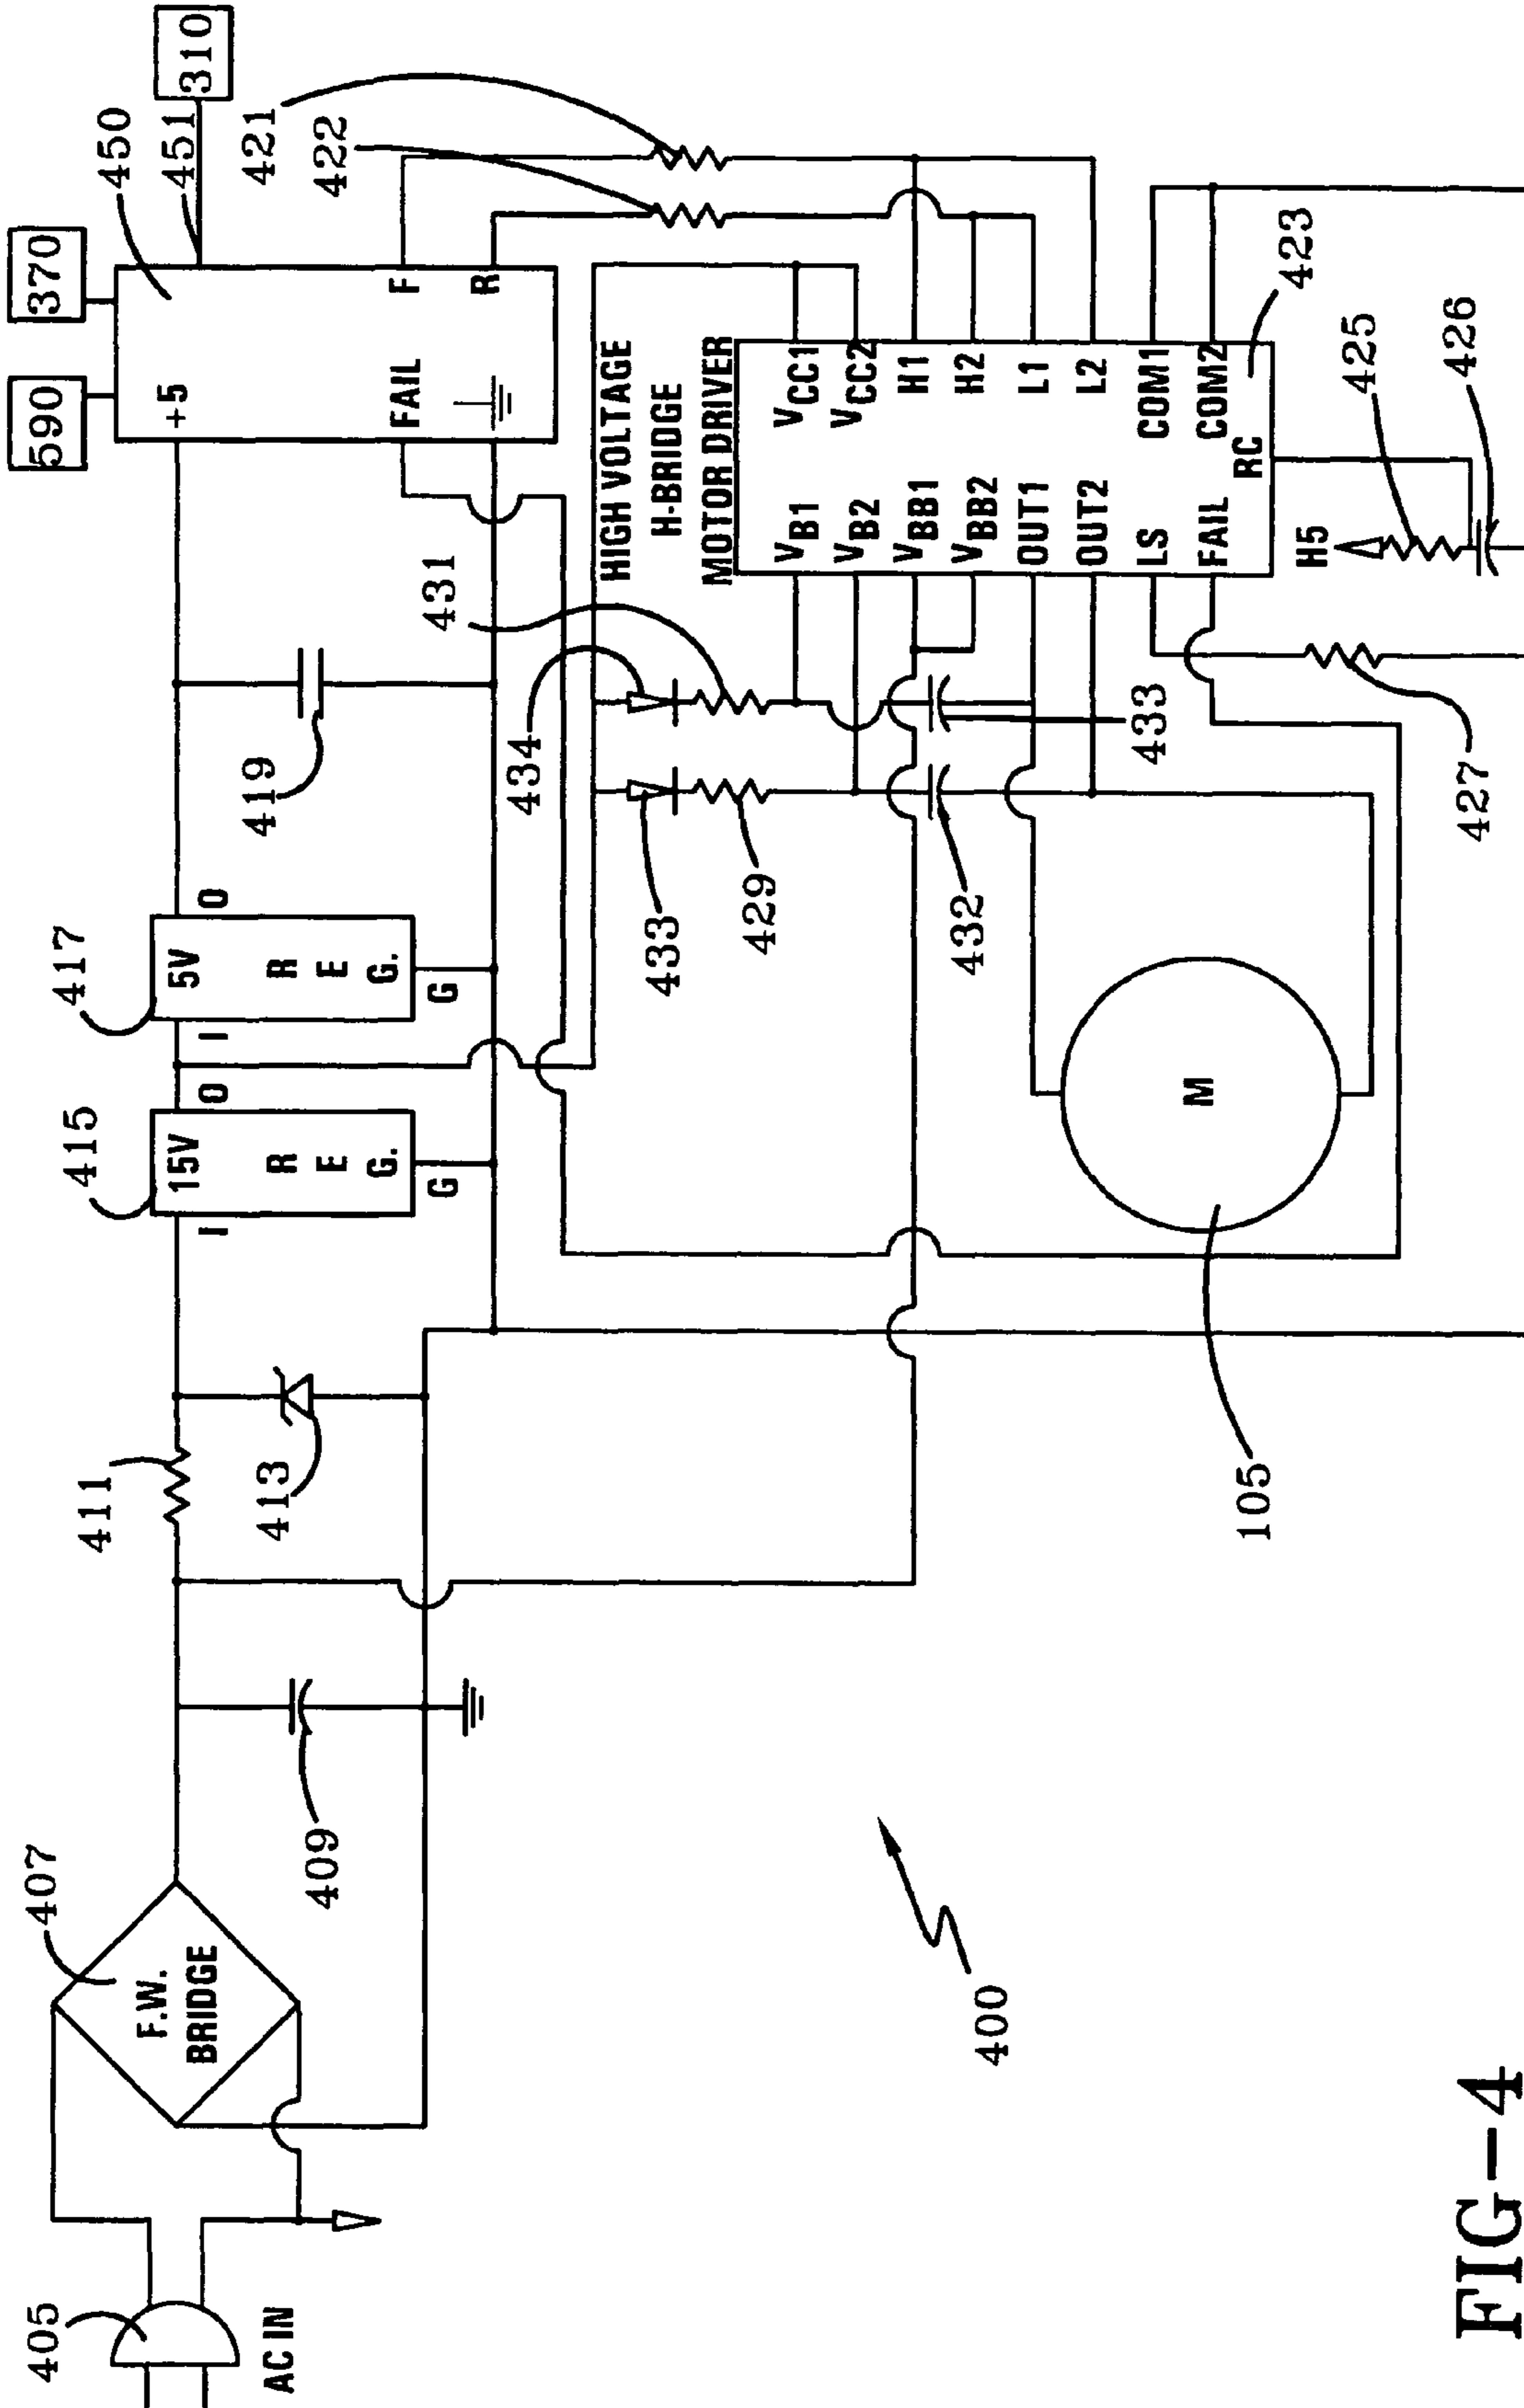 405
AC IN
407
F.W.
BRIDGE
409
411
413
415
15V
R
E
G.
I
O
G
417
5V
R
E
G.
I
O
G
419
590
370
310
450
451
+5
FAIL
F
R
421
422
431
434
433
429
432
433
HIGH VOLTAGE
H-BRIDGE
MOTOR DRIVER
VB1
VB2
VBB1
VBB2
OUT1
OUT2
LS
FAIL
VCC1
VCC2
H1
H2
L1
L2
COM1
COM2
RC
423
H5
425
426
427
M
105
400
FIG-4